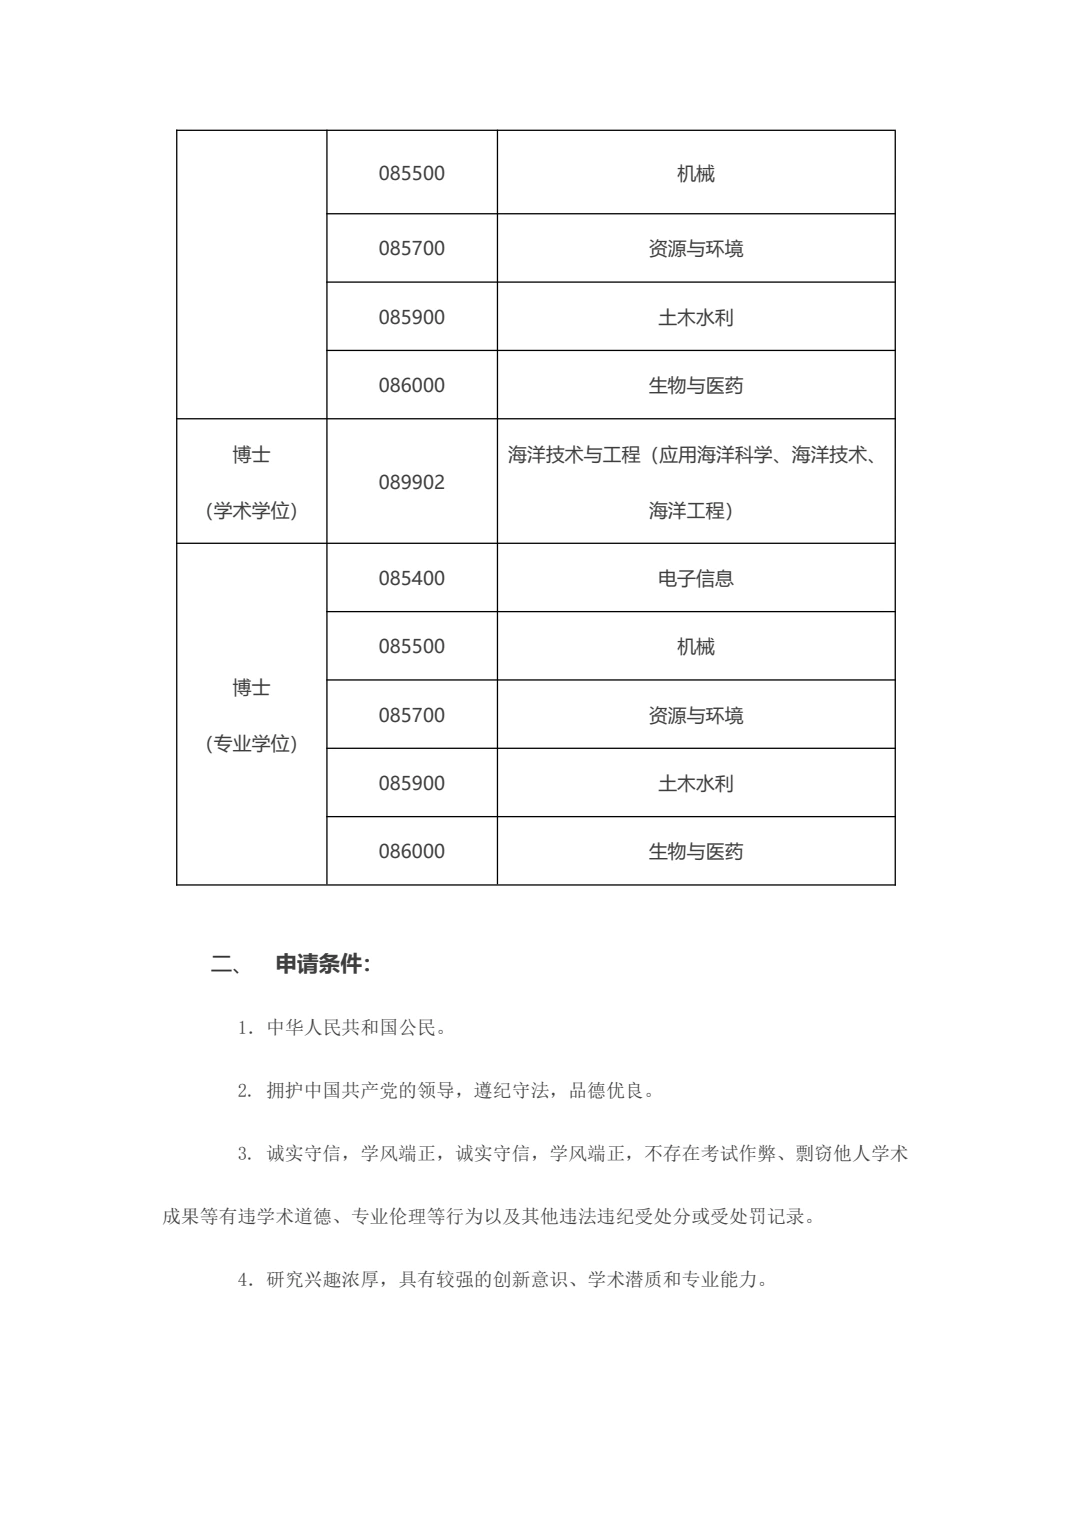 085500 机械
085700 资源与环境
085900 土木水利
086000 生物与医药
博士
（学术学位）
089902
海洋技术与工程（应用海洋科学、海洋技术、
海洋工程）
博士
（专业学位）
085400 电子信息
085500 机械
085700 资源与环境
085900 土木水利
086000 生物与医药
二、 申请条件：
1. 中华人民共和国公民。
2. 拥护中国共产党的领导，遵纪守法，品德优良。
3. 诚实守信，学风端正，诚实守信，学风端正，不存在考试作弊、剽窃他人学术
成果等有违学术道德、专业伦理等行为以及其他违法违纪受处分或受处罚记录。
4. 研究兴趣浓厚，具有较强的创新意识、学术潜质和专业能力。